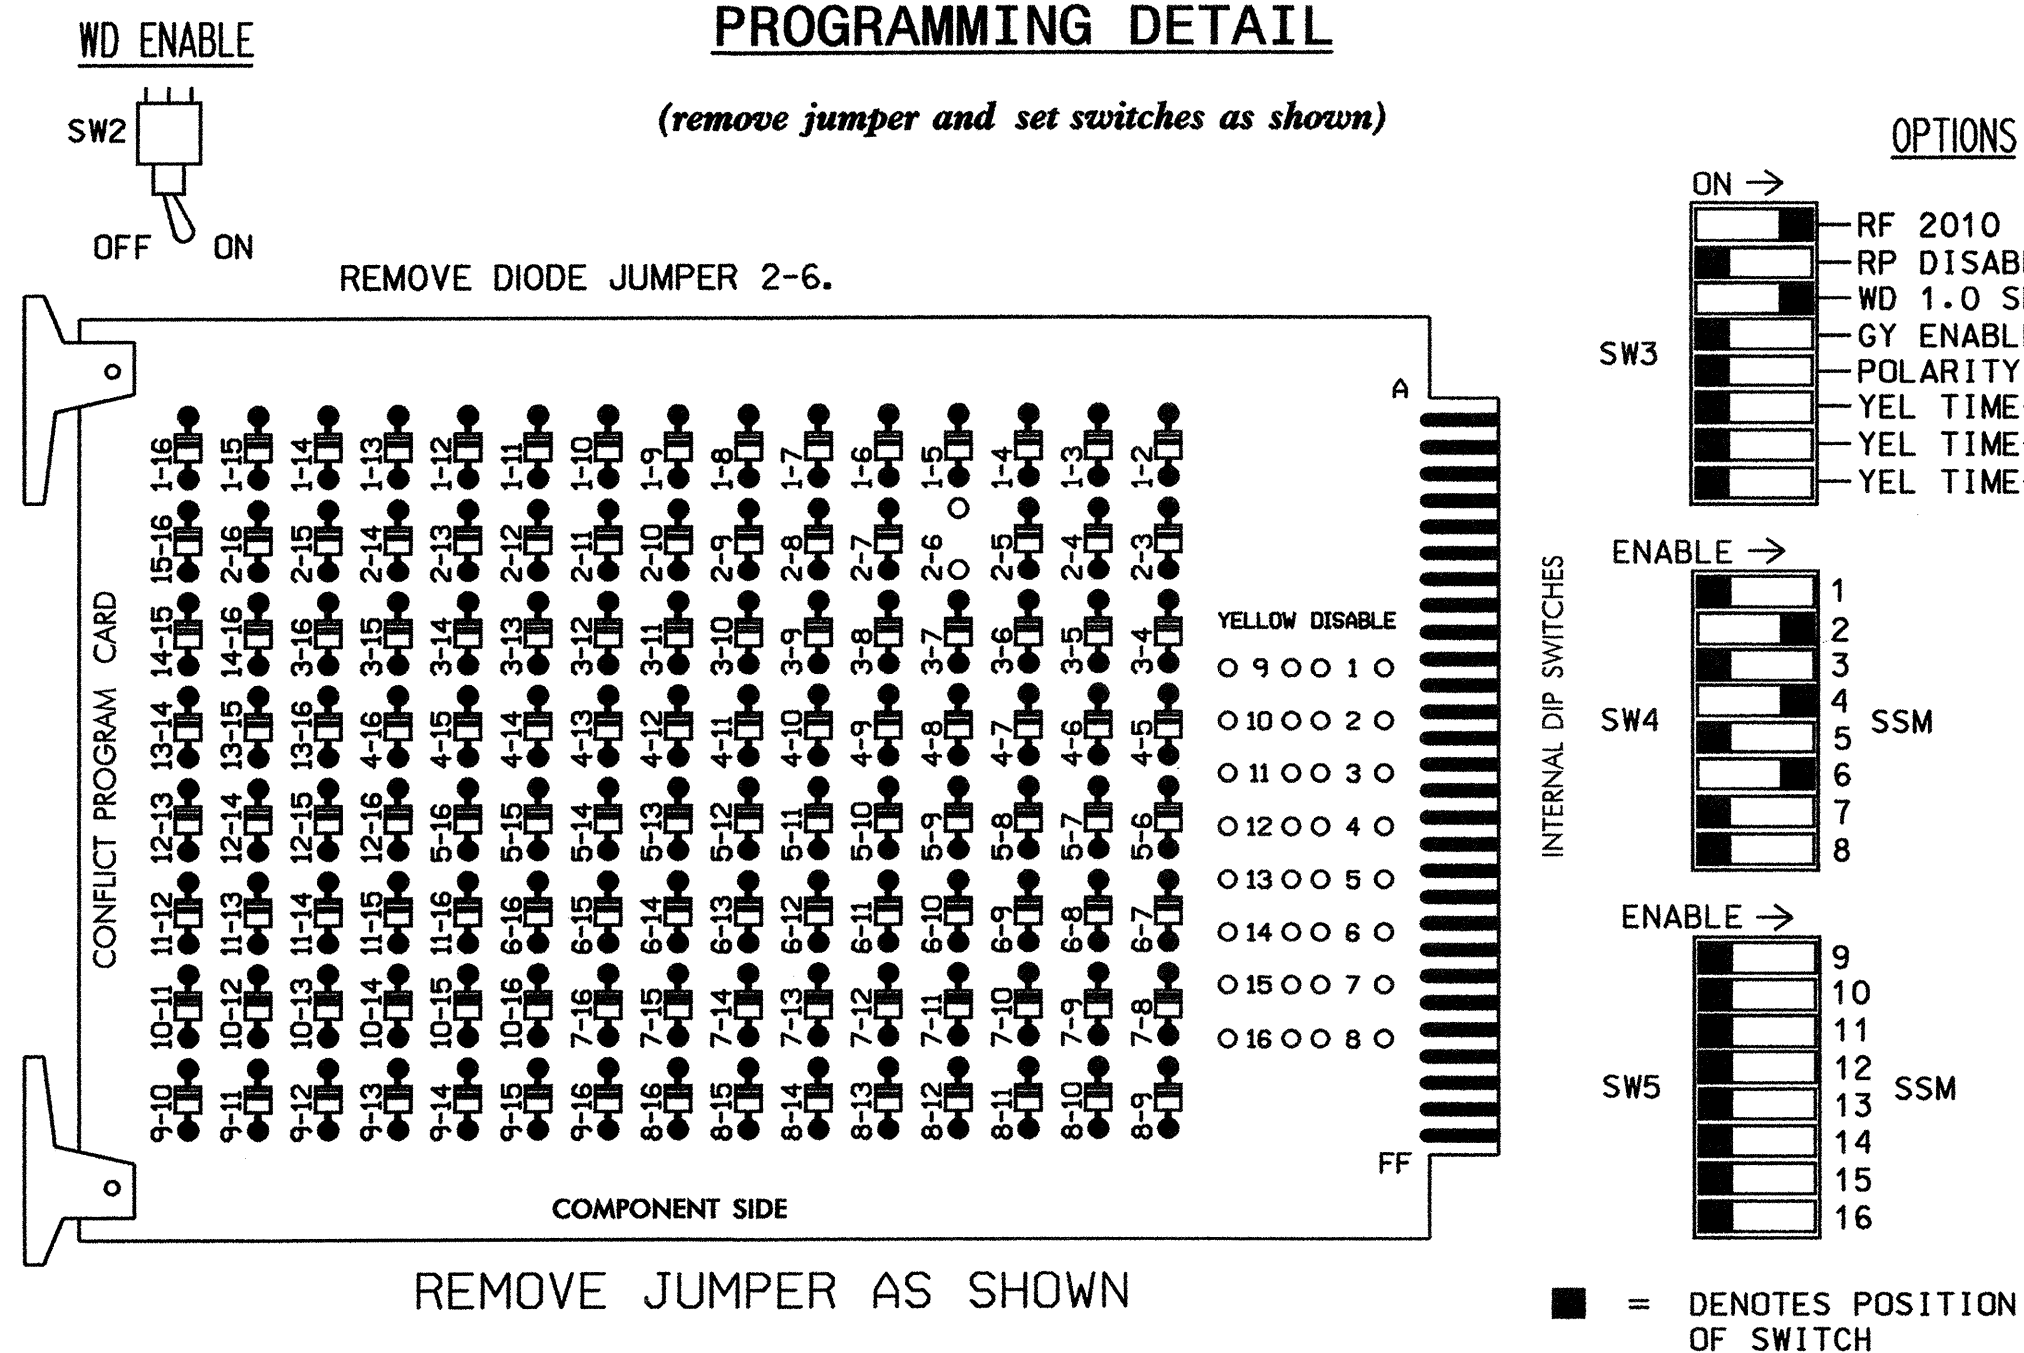 PROGRAMMING DETAIL
(remove jumper and set switches as shown)
WD ENABLE
SW2
OFF ON
REMOVE DIODE JUMPER 2-6.
CONFLICT PROGRAM CARD
1-16 1-15 1-14 1-13 1-12 1-11 1-10 1-9 1-8 1-7 1-6 1-5 1-4 1-3 1-2
15-16 2-16 2-15 2-14 2-13 2-12 2-11 2-10 2-9 2-8 2-7 2-6 2-5 2-4 2-3
14-15 14-16 3-16 3-15 3-14 3-13 3-12 3-11 3-10 3-9 3-8 3-7 3-6 3-5 3-4
13-14 13-15 13-16 4-16 4-15 4-14 4-13 4-12 4-11 4-10 4-9 4-8 4-7 4-6 4-5
12-13 12-14 12-15 12-16 5-16 5-15 5-14 5-13 5-12 5-11 5-10 5-9 5-8 5-7 5-6
11-12 11-13 11-14 11-15 11-16 6-16 6-15 6-14 6-13 6-12 6-11 6-10 6-9 6-8 6-7
10-11 10-12 10-13 10-14 10-15 10-16 7-16 7-15 7-14 7-13 7-12 7-11 7-10 7-9 7-8
9-10 9-11 9-12 9-13 9-14 9-15 9-16 8-16 8-15 8-14 8-13 8-12 8-11 8-10 8-9
A
YELLOW DISABLE
9 1
10 2
11 3
12 4
13 5
14 6
15 7
16 8
FF
COMPONENT SIDE
REMOVE JUMPER AS SHOWN
INTERNAL DIP SWITCHES
OPTIONS
ON →
SW3
RF 2010
RP
WD 1.0
GY
POLARITY
YEL TIME
YEL TIME
YEL TIME
ENABLE →
SW4
1
2
3
4
5
6
7
8
SSM
ENABLE →
SW5
9
10
11
12
13
14
15
16
SSM
= DENOTES POSITION
OF SWITCH